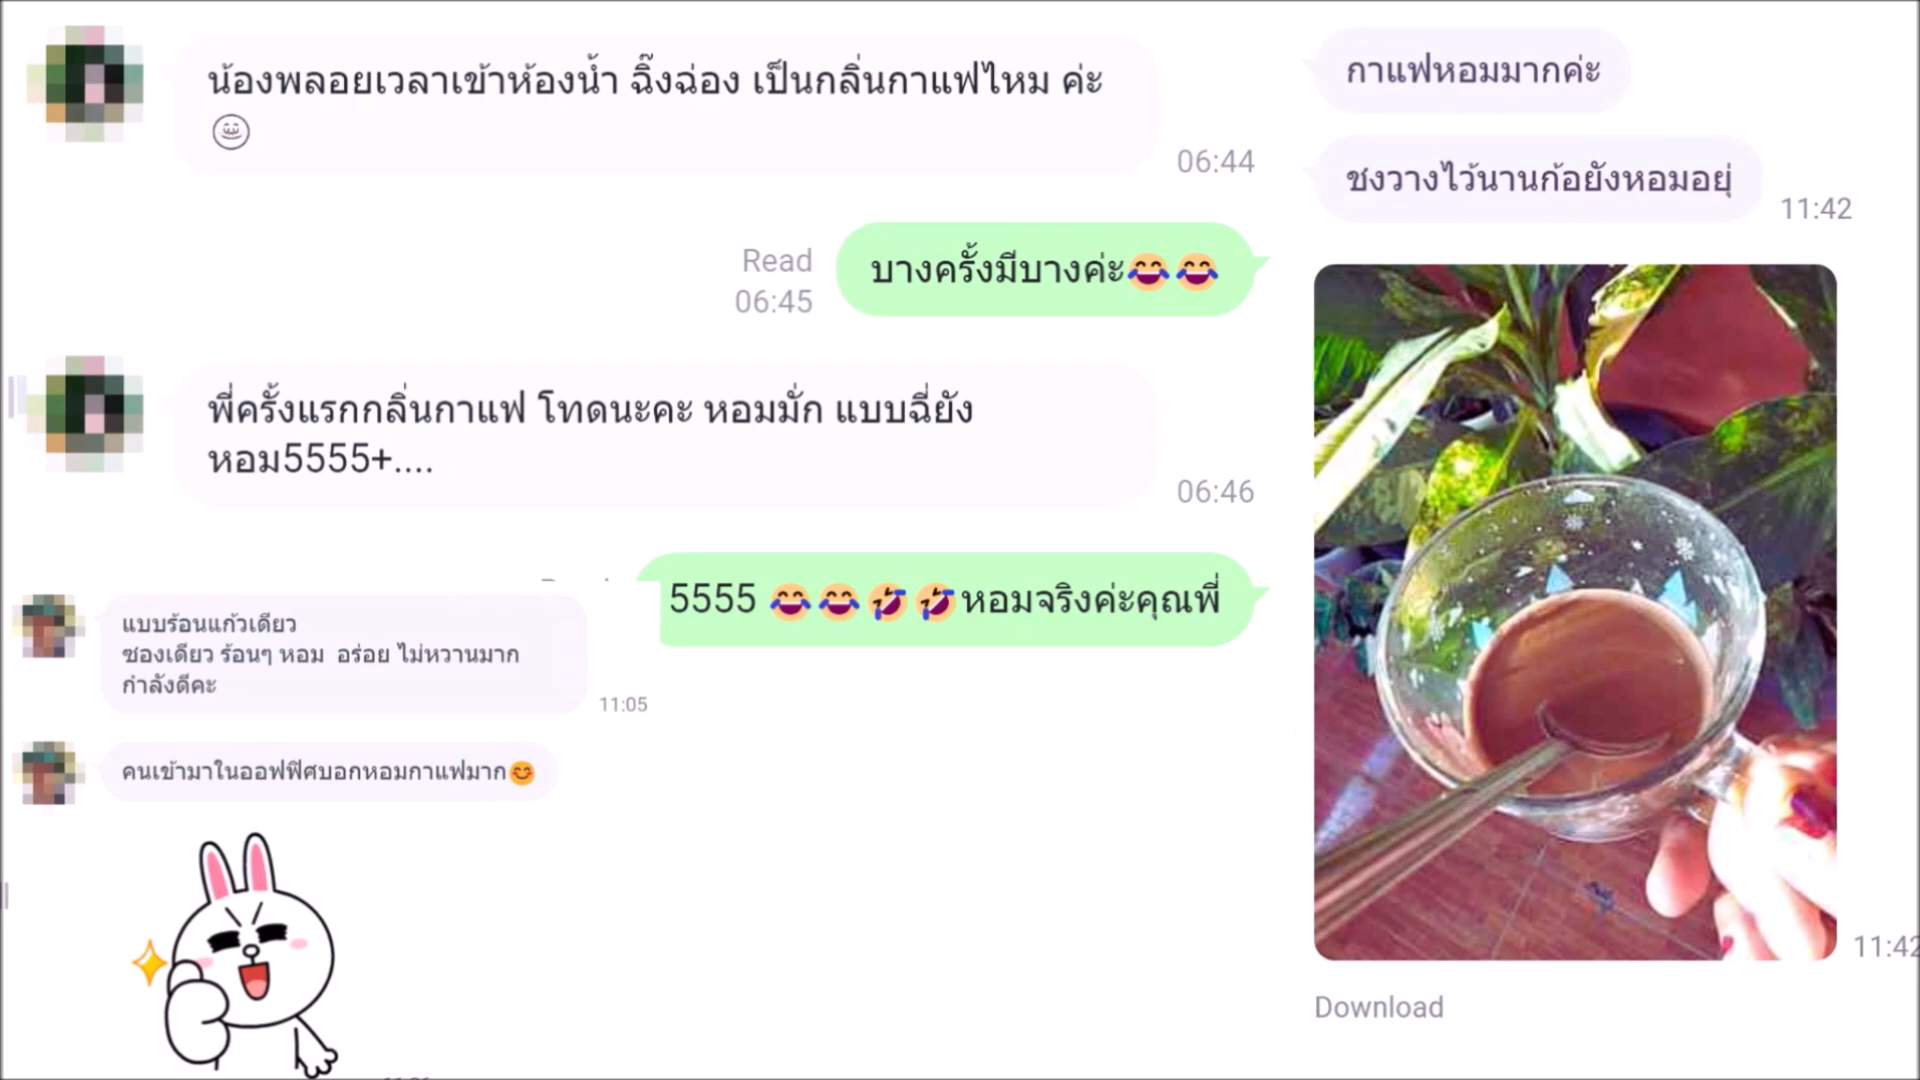 น้องพลอยเวลาเข้าห้องน้ำ ฉิ๊งฉ่อง เป็นกลิ่นกาแฟไหม ค่ะ
06:44
Read
06:45
บางครั้งมีบางค่ะ😂😂
พี่ครั้งแรกกลิ่นกาแฟ โทดนะคะ หอมมั่ก แบบฉี่ยัง
หอม5555+....
06:46
5555 😂😂🤣🤣หอมจริงค่ะคุณพี่
แบบร้อนแก้วเดียว
ซองเดียว ร้อนๆ หอม อร่อย ไม่หวานมาก
กำลังดีคะ
11:05
คนเข้ามาในออฟฟิศบอกหอมกาแฟมาก😊
กาแฟหอมมากค่ะ
ชงวางไว้นานก้อยังหอมอยุ่
11:42
11:42
Download